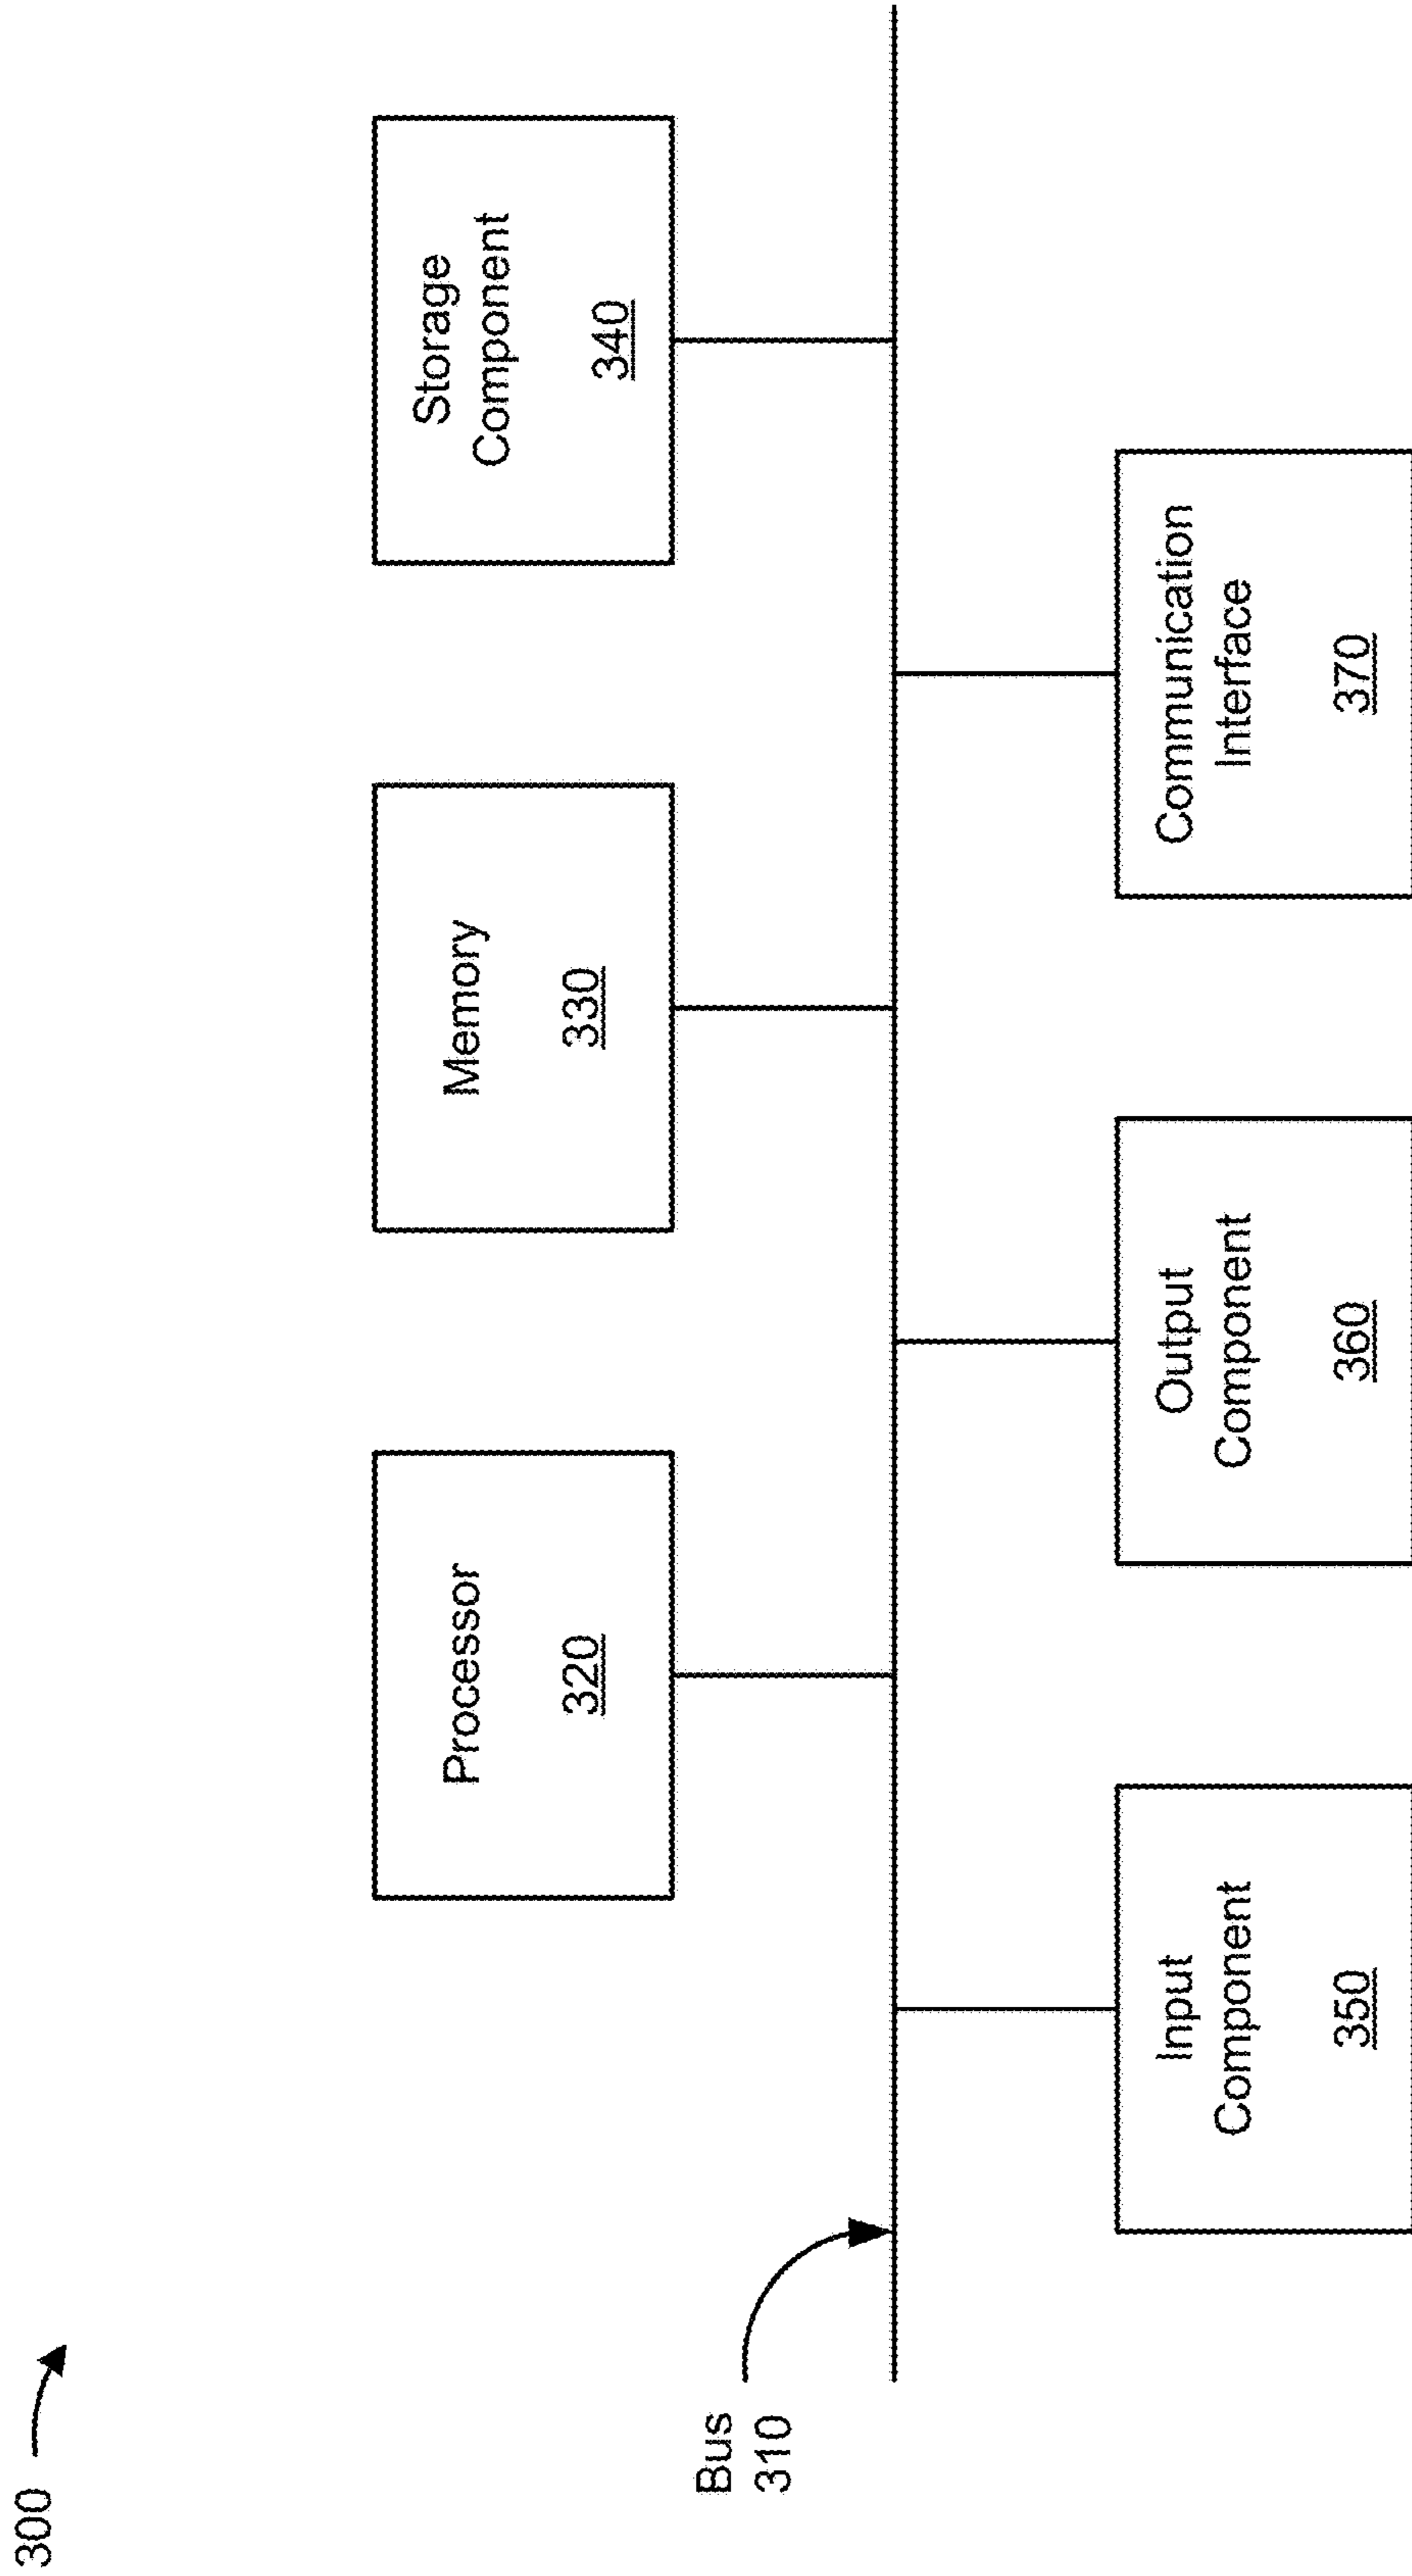 300
Bus
310
Processor
320
Memory
330
Storage
Component
340
Input
Component
350
Output
Component
360
Communication
Interface
370